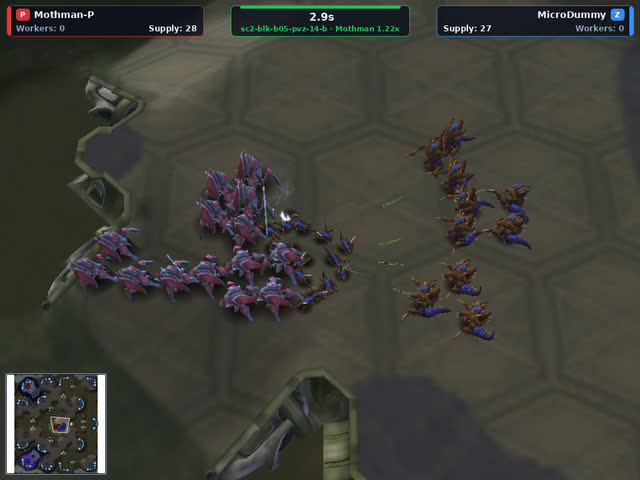 P Mothman-P
Workers: 0 Supply: 28
2.9s
sc2-blk-b05-pvz-14-b · Mothman 1.22x
MicroDummy Z
Supply: 27 Workers: 0